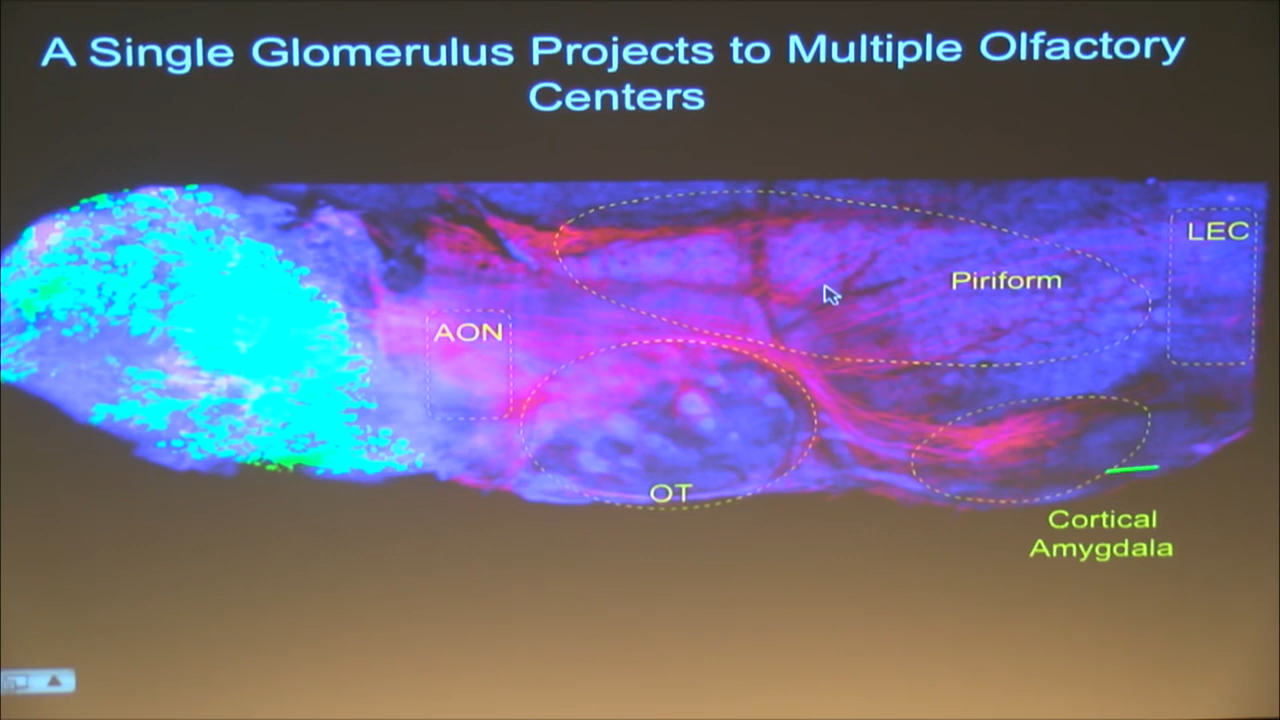 A Single Glomerulus Projects to Multiple Olfactory
Centers
LEC
Piriform
AON
OT
Cortical
Amygdala